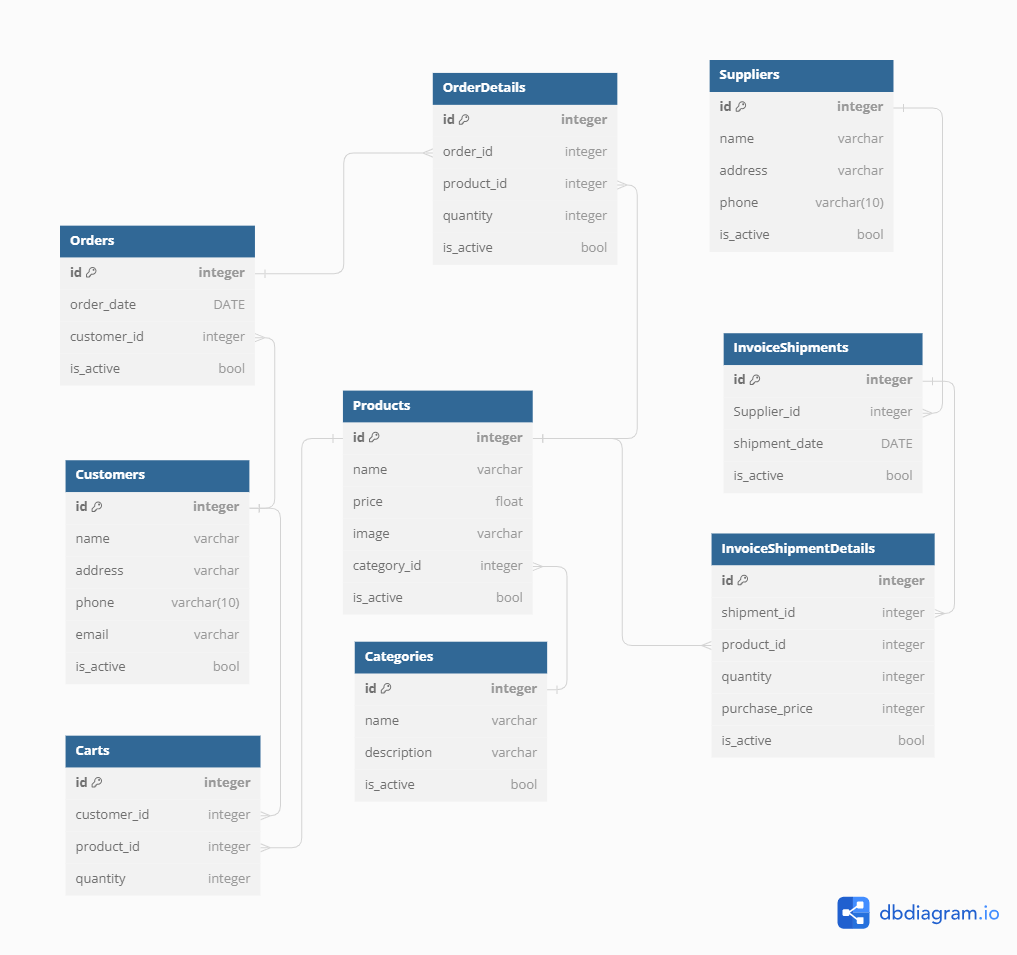 OrderDetails
id integer
order_id integer
product_id integer
quantity integer
is_active bool
Suppliers
id integer
name varchar
address varchar
phone varchar(10)
is_active bool
Orders
id integer
order_date DATE
customer_id integer
is_active bool
InvoiceShipments
id integer
Supplier_id integer
shipment_date DATE
is_active bool
Products
id integer
name varchar
price float
image varchar
category_id integer
is_active bool
Customers
id integer
name varchar
address varchar
phone varchar(10)
email varchar
is_active bool
InvoiceShipmentDetails
id integer
shipment_id integer
product_id integer
quantity integer
purchase_price integer
is_active bool
Categories
id integer
name varchar
description varchar
is_active bool
Carts
id integer
customer_id integer
product_id integer
quantity integer
dbdiagram.io